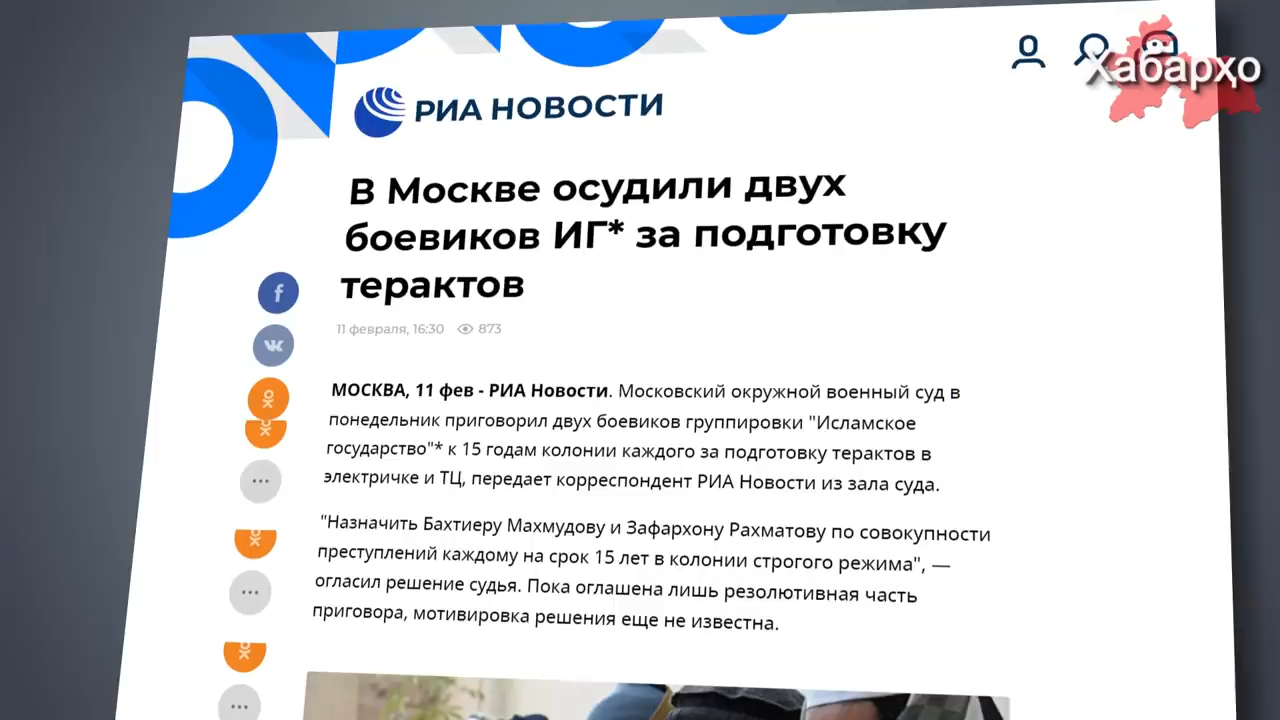 Хабарҳо
РИА НОВОСТИ
В Москве осудили двух
боевиков ИГ* за подготовку
терактов
11 февраля, 16:30 873
МОСКВА, 11 фев - РИА Новости. Московский окружной военный суд в
понедельник приговорил двух боевиков группировки "Исламское
государство"* к 15 годам колонии каждого за подготовку терактов в
электричке и ТЦ, передает корреспондент РИА Новости из зала суда.
"Назначить Бахтиеру Махмудову и Зафархону Рахматову по совокупности
преступлений каждому на срок 15 лет в колонии строгого режима", —
огласил решение судья. Пока оглашена лишь резолютивная часть
приговора, мотивировка решения еще не известна.